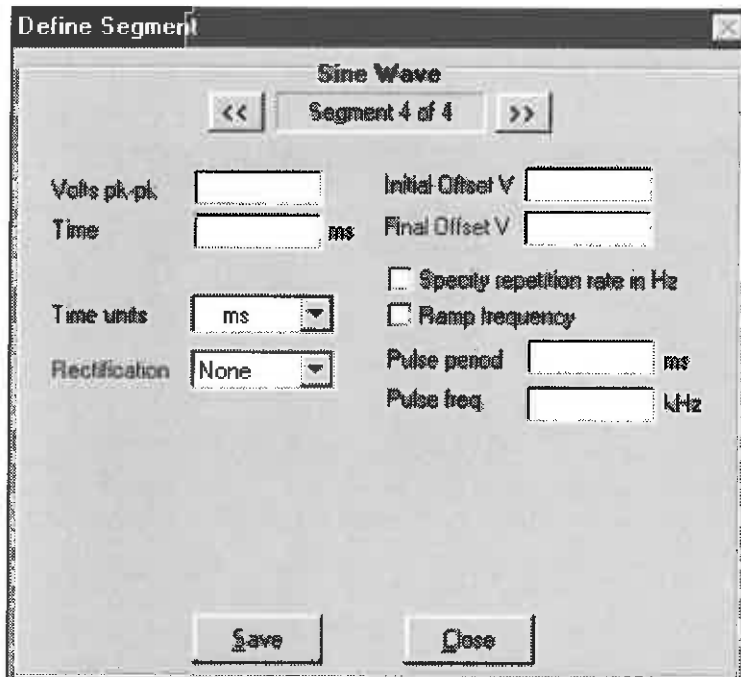 Define Segment
Sine Wave
<< Segment 4 of 4 >>
Volts pk-pk
Initial Offset V
Time ms
Final Offset V
Specify repetition rate in Hz
Time units ms
Ramp frequency
Rectification None
Pulse period ms
Pulse freq. kHz
Save Close